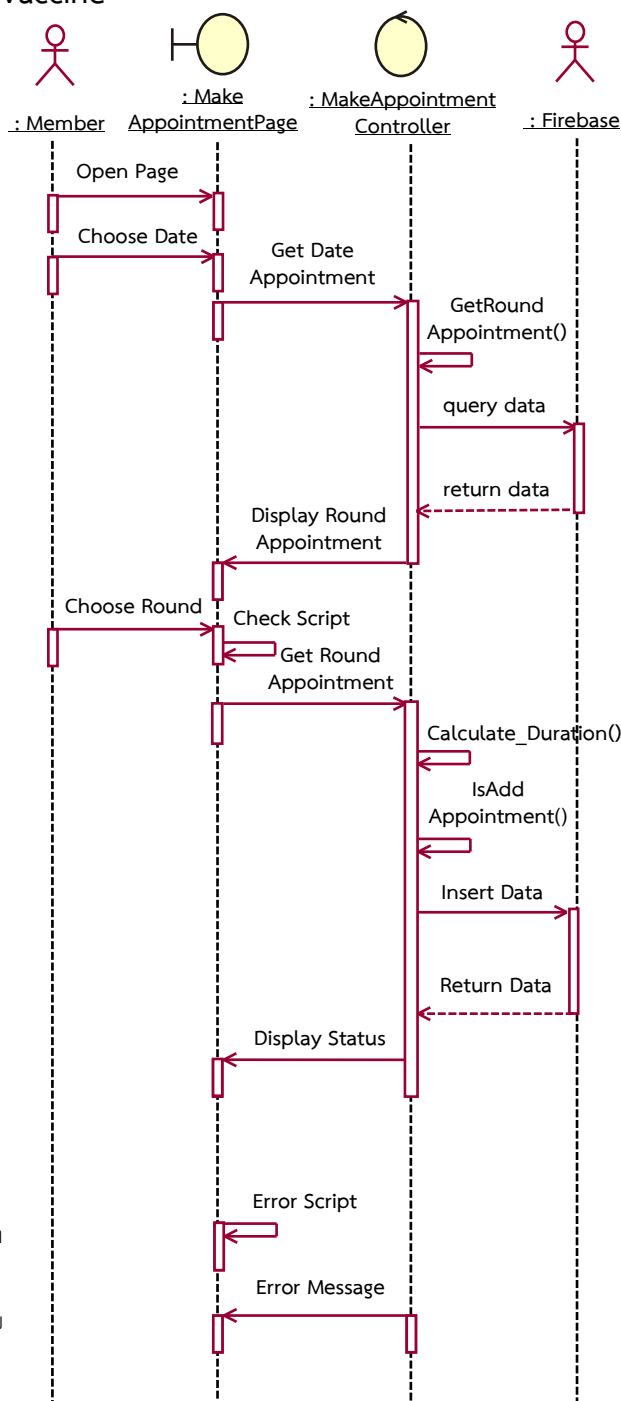 : Member
: Make
AppointmentPage
: MakeAppointment
Controller
: Firebase
Open Page
Choose Date
Get Date
Appointment
GetRound
Appointment()
query data
return data
Display Round
Appointment
Choose Round
Check Script
Get Round
Appointment
Calculate_Duration()
IsAdd
Appointment()
Insert Data
Return Data
Display Status
Error Script
Error Message